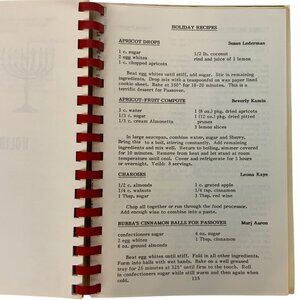 HOLIDAY RECIPES
APRICOT DROPS Susan Lederman
1 c. sugar 1/2 lb. coconut
2 egg whites rind and juice of 1 lemon
1 c. chopped apricots
Beat egg whites until stiff, add sugar. Stir in remaining
ingredients. Drop mix with a teaspoonful on wax paper lined
cookie sheet. Bake at 350° for 18-20 minutes. This is a
terrific dessert for Passover.
APRICOT-FRUIT COMPOTE Beverly Kamin
1 c. water 1 (8 oz.) pkg. dried apricots
1/3 c. sugar 1 (12 oz.) pkg. dried pitted
1/3 c. cream Almonetta prunes
3 lemon slices
In large saucepan, combine water, sugar and Sherry.
Bring this to a boil, stirring constantly. Add remaining
ingredients and mix well. Return to boiling, simmer covered
for 10 minutes. Remove from heat and let stand at room
temperature until cool. Cover and refrigerate for 1 hour
or overnight. Yields: 8 servings.
CHAROSES Leona Kaye
1/2 c. almonds 1 c. grated apple
1/4 c. walnuts 1/4 tsp. cinnamon
1 Tbsp. sugar 1 Tbsp. red wine
Chop all together or run through the food processor.
Add enough wine to combine into a paste.
BUBBA'S CINNAMON BALLS FOR PASSOVER Marj Aaron
confectioners sugar 6 oz. sugar
2 egg whites 1 Tbsp. cinnamon
6 oz. ground almonds
Beat egg whites until stiff. Fold in all other ingredients.
Form into balls with wet hands. Bake on a well greased
tray for 25 minutes at 325° until firm to the touch. Roll
in confectioners sugar while still warm and then again when
cold.